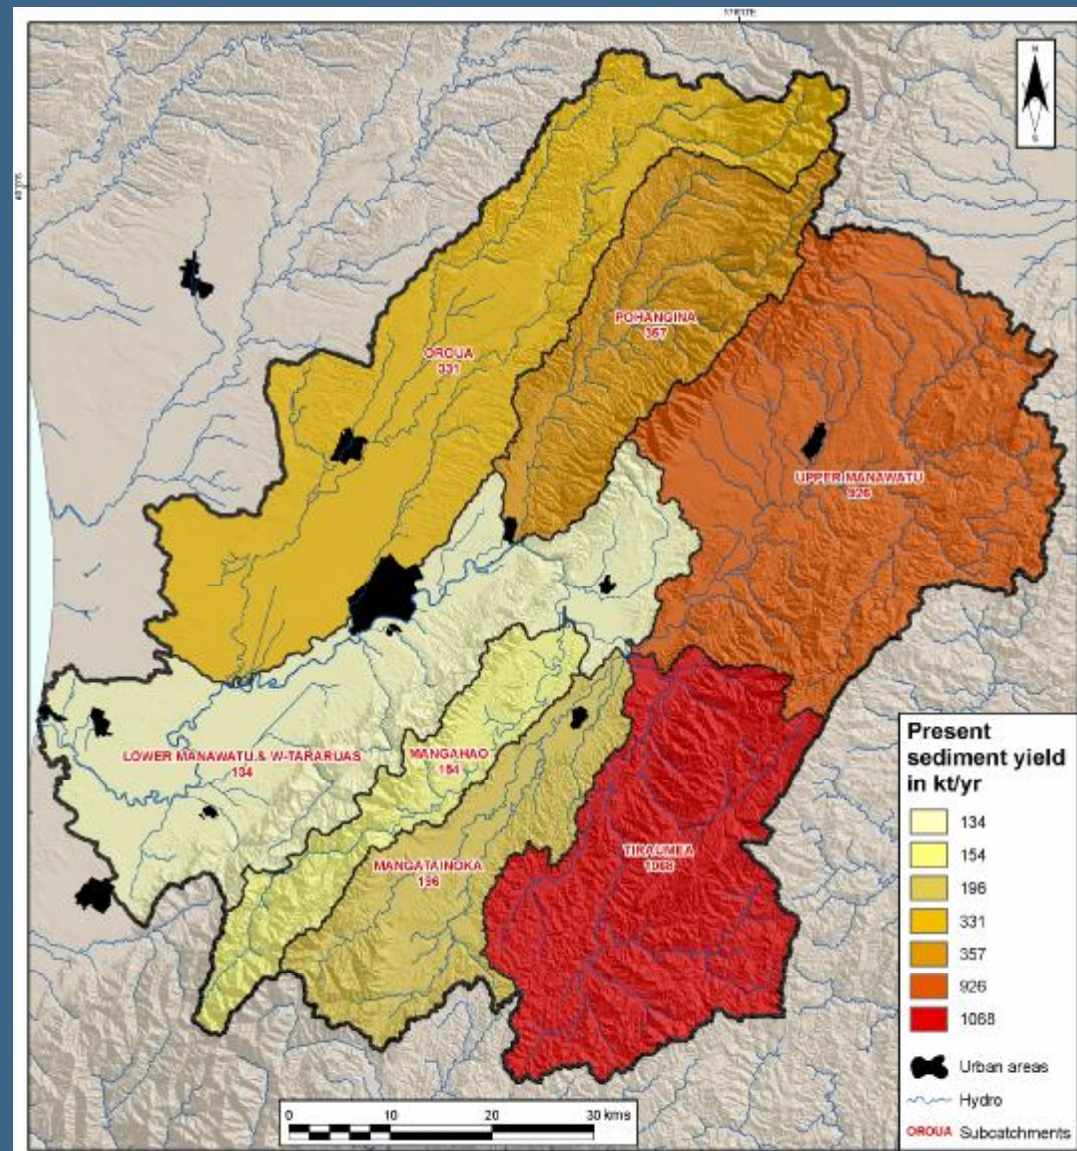 N
S
OROUA
331
POHANGINA
357
UPPER MANAWATU
926
LOWER MANAWATU & W-TARARUAS
134
MANGAHAO
154
MANGATAINOKA
196
TIRAUMEA
1068
Present
sediment yield
in kt/yr
134
154
196
331
357
926
1068
Urban areas
Hydro
OROUA Subcatchments
0 10 20 30 kms